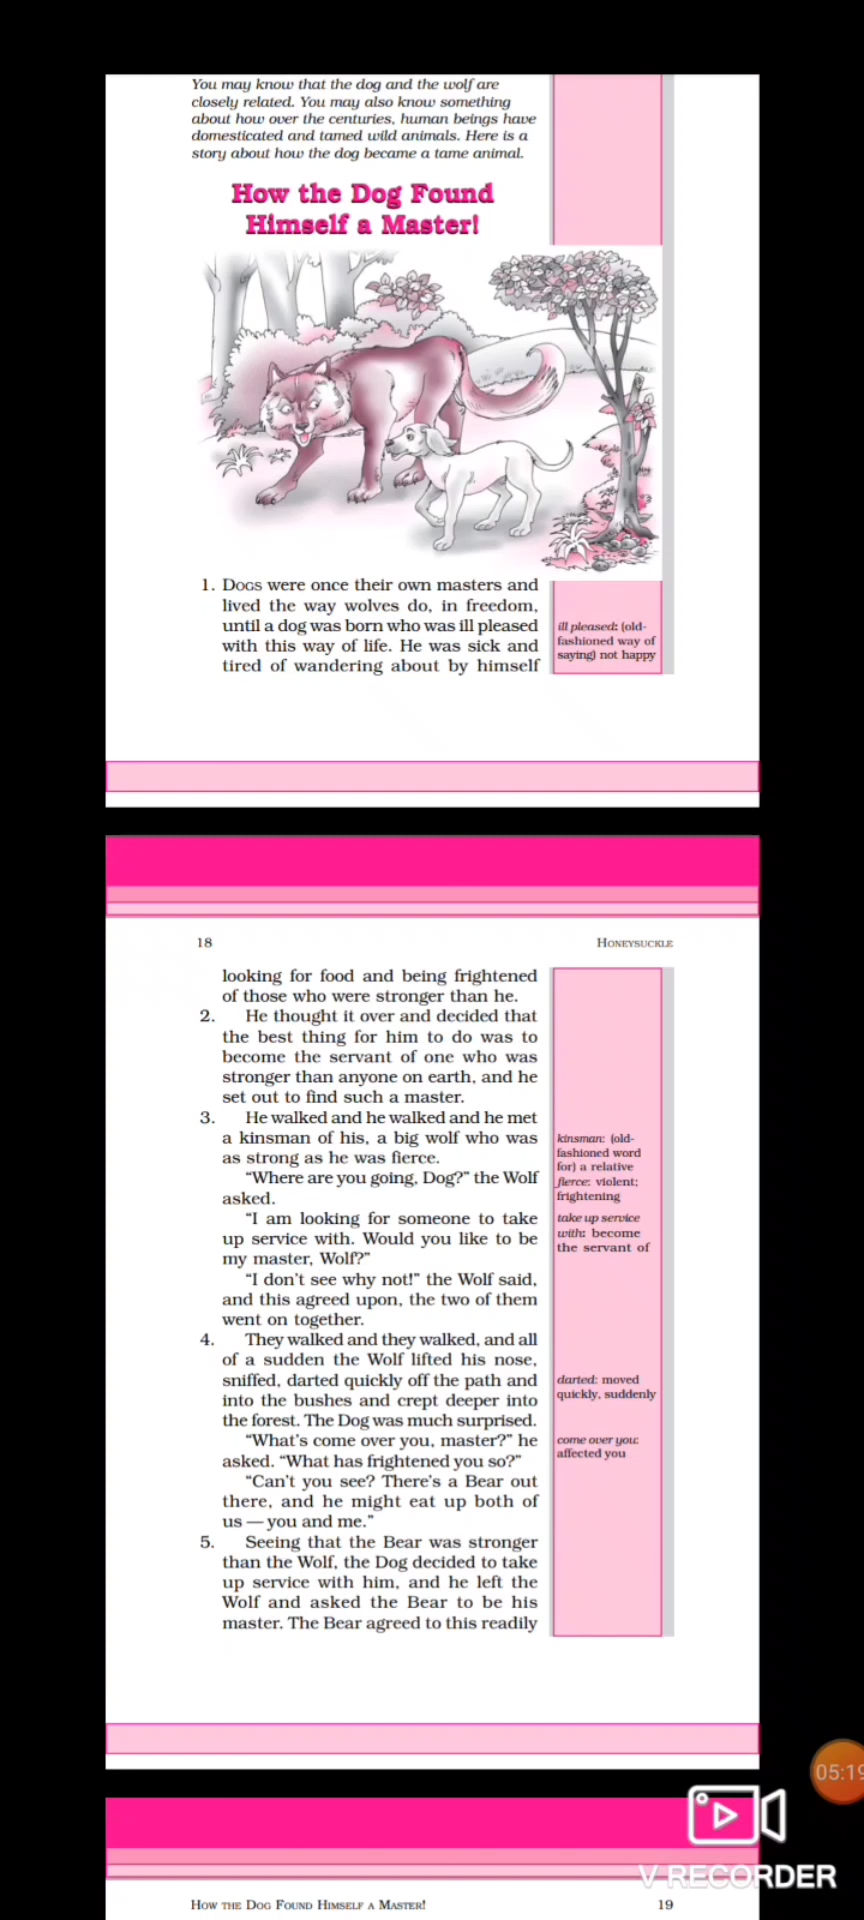 You may know that the dog and the wolf are
closely related. You may also know something
about how over the centuries, human beings have
domesticated and tamed wild animals. Here is a
story about how the dog became a tame animal.
How the Dog Found
Himself a Master!
1. DOGS were once their own masters and
lived the way wolves do, in freedom,
until a dog was born who was ill pleased
with this way of life. He was sick and
tired of wandering about by himself
ill pleased: (old-
fashioned way of
saying) not happy
18
HONEYSUCKLE
looking for food and being frightened
of those who were stronger than he.
2. He thought it over and decided that
the best thing for him to do was to
become the servant of one who was
stronger than anyone on earth, and he
set out to find such a master.
3. He walked and he walked and he met
a kinsman of his, a big wolf who was
as strong as he was fierce.
"Where are you going, Dog?" the Wolf
asked.
"I am looking for someone to take
up service with. Would you like to be
my master, Wolf?"
"I don't see why not!" the Wolf said,
and this agreed upon, the two of them
went on together.
4. They walked and they walked, and all
of a sudden the Wolf lifted his nose,
sniffed, darted quickly off the path and
into the bushes and crept deeper into
the forest. The Dog was much surprised.
"What's come over you, master?" he
asked. "What has frightened you so?"
"Can't you see? There's a Bear out
there, and he might eat up both of
us — you and me."
5. Seeing that the Bear was stronger
than the Wolf, the Dog decided to take
up service with him, and he left the
Wolf and asked the Bear to be his
master. The Bear agreed to this readily
kinsman: (old-
fashioned word
for) a relative
fierce: violent;
frightening
take up service
with: become
the servant of
darted: moved
quickly, suddenly
come over you:
affected you
05:19
V RECORDER
HOW THE DOG FOUND HIMSELF A MASTER!
19